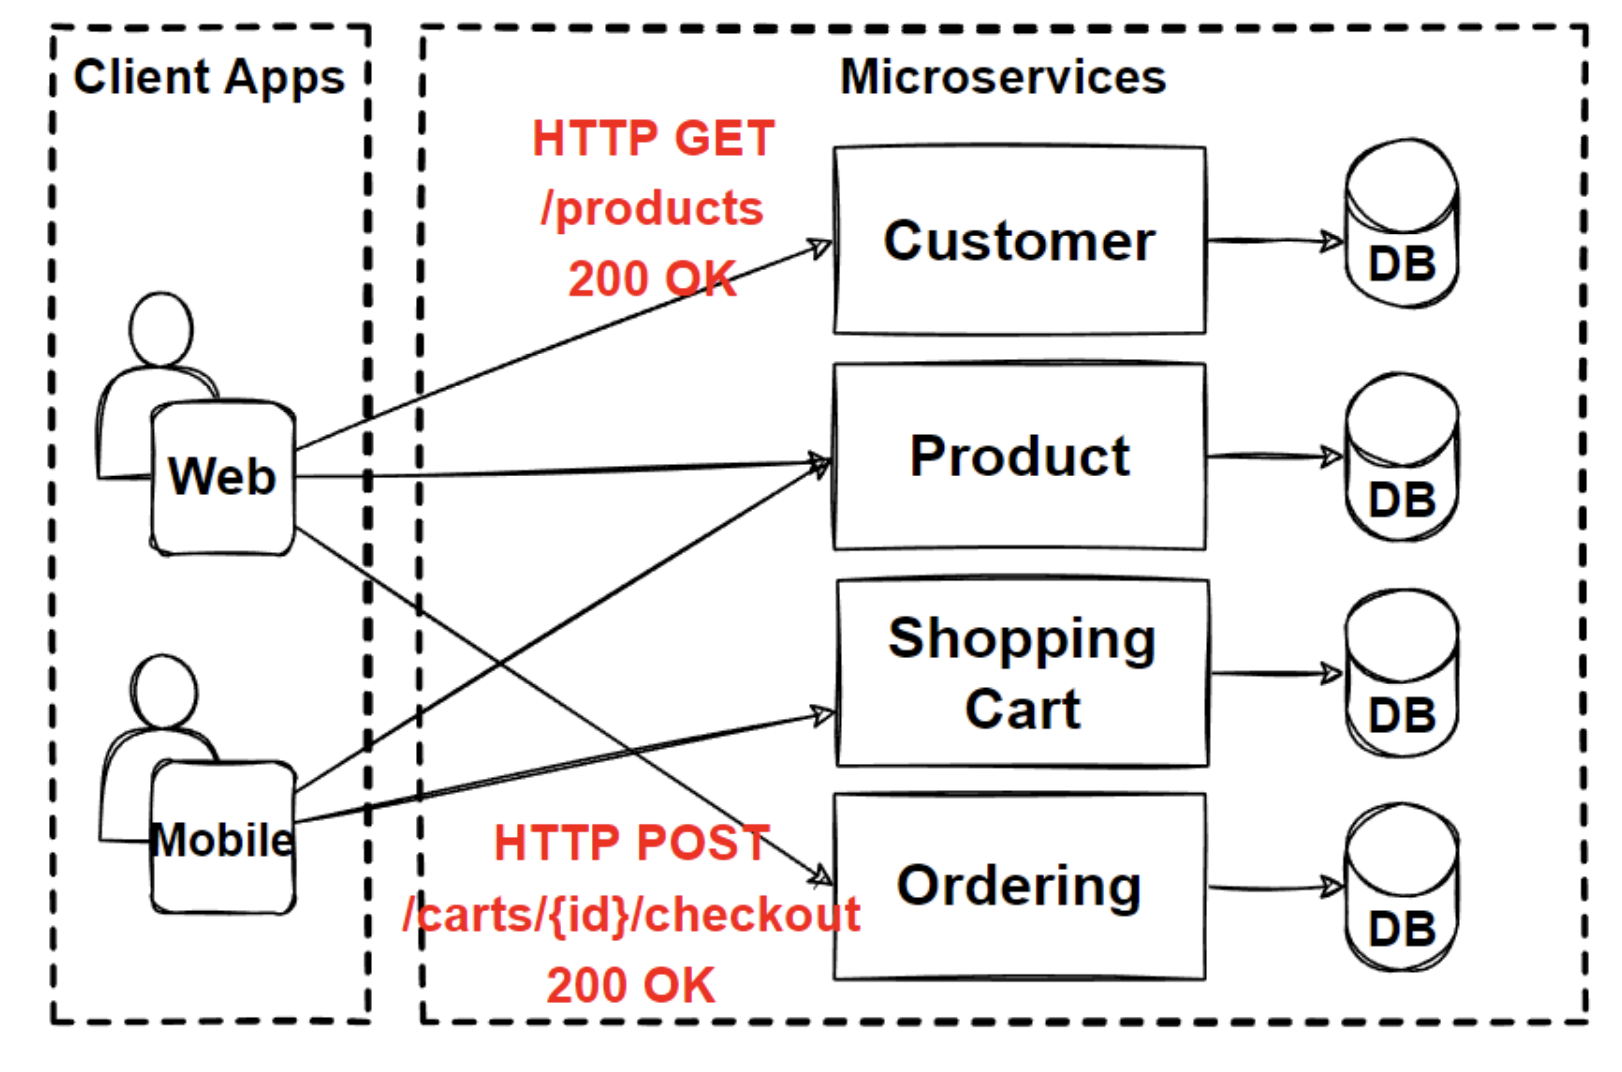 Client Apps
Microservices
HTTP GET
/products
200 OK
Customer
DB
Web
Product
DB
Shopping
Cart
DB
Mobile
HTTP POST
/carts/{id}/checkout
200 OK
Ordering
DB